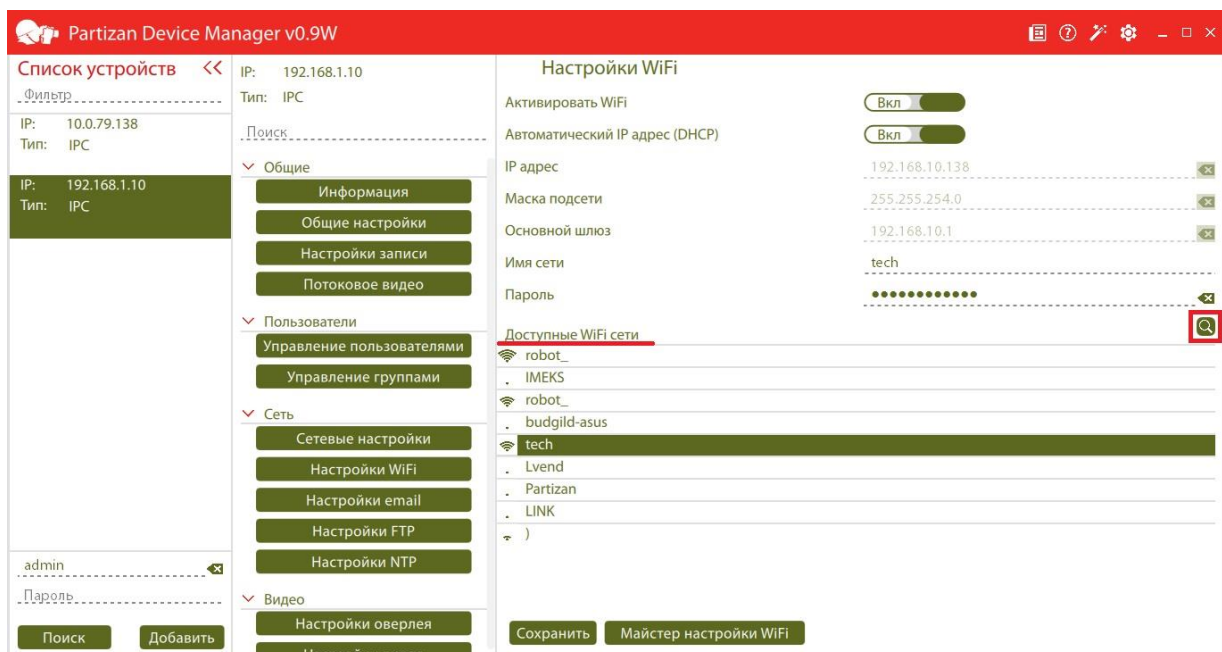 Partizan Device Manager v0.9W
Список устройств <<
Фильтр
IP: 10.0.79.138
Тип: IPC
IP: 192.168.1.10
Тип: IPC
admin
Пароль
Поиск Добавить
IP: 192.168.1.10
Тип: IPC
Поиск
Общие
Информация
Общие настройки
Настройки записи
Потоковое видео
Пользователи
Управление пользователями
Управление группами
Сеть
Сетевые настройки
Настройки WiFi
Настройки email
Настройки FTP
Настройки NTP
Видео
Настройки оверлея
Настройки WiFi
Активировать WiFi Вкл
Автоматический IP адрес (DHCP) Вкл
IP адрес 192.168.10.138
Маска подсети 255.255.254.0
Основной шлюз 192.168.10.1
Имя сети tech
Пароль ●●●●●●●●●●●●
Доступные WiFi сети
robot_
IMEKS
robot_
budgild-asus
tech
Lvend
Partizan
LINK
)
Сохранить Майстер настройки WiFi